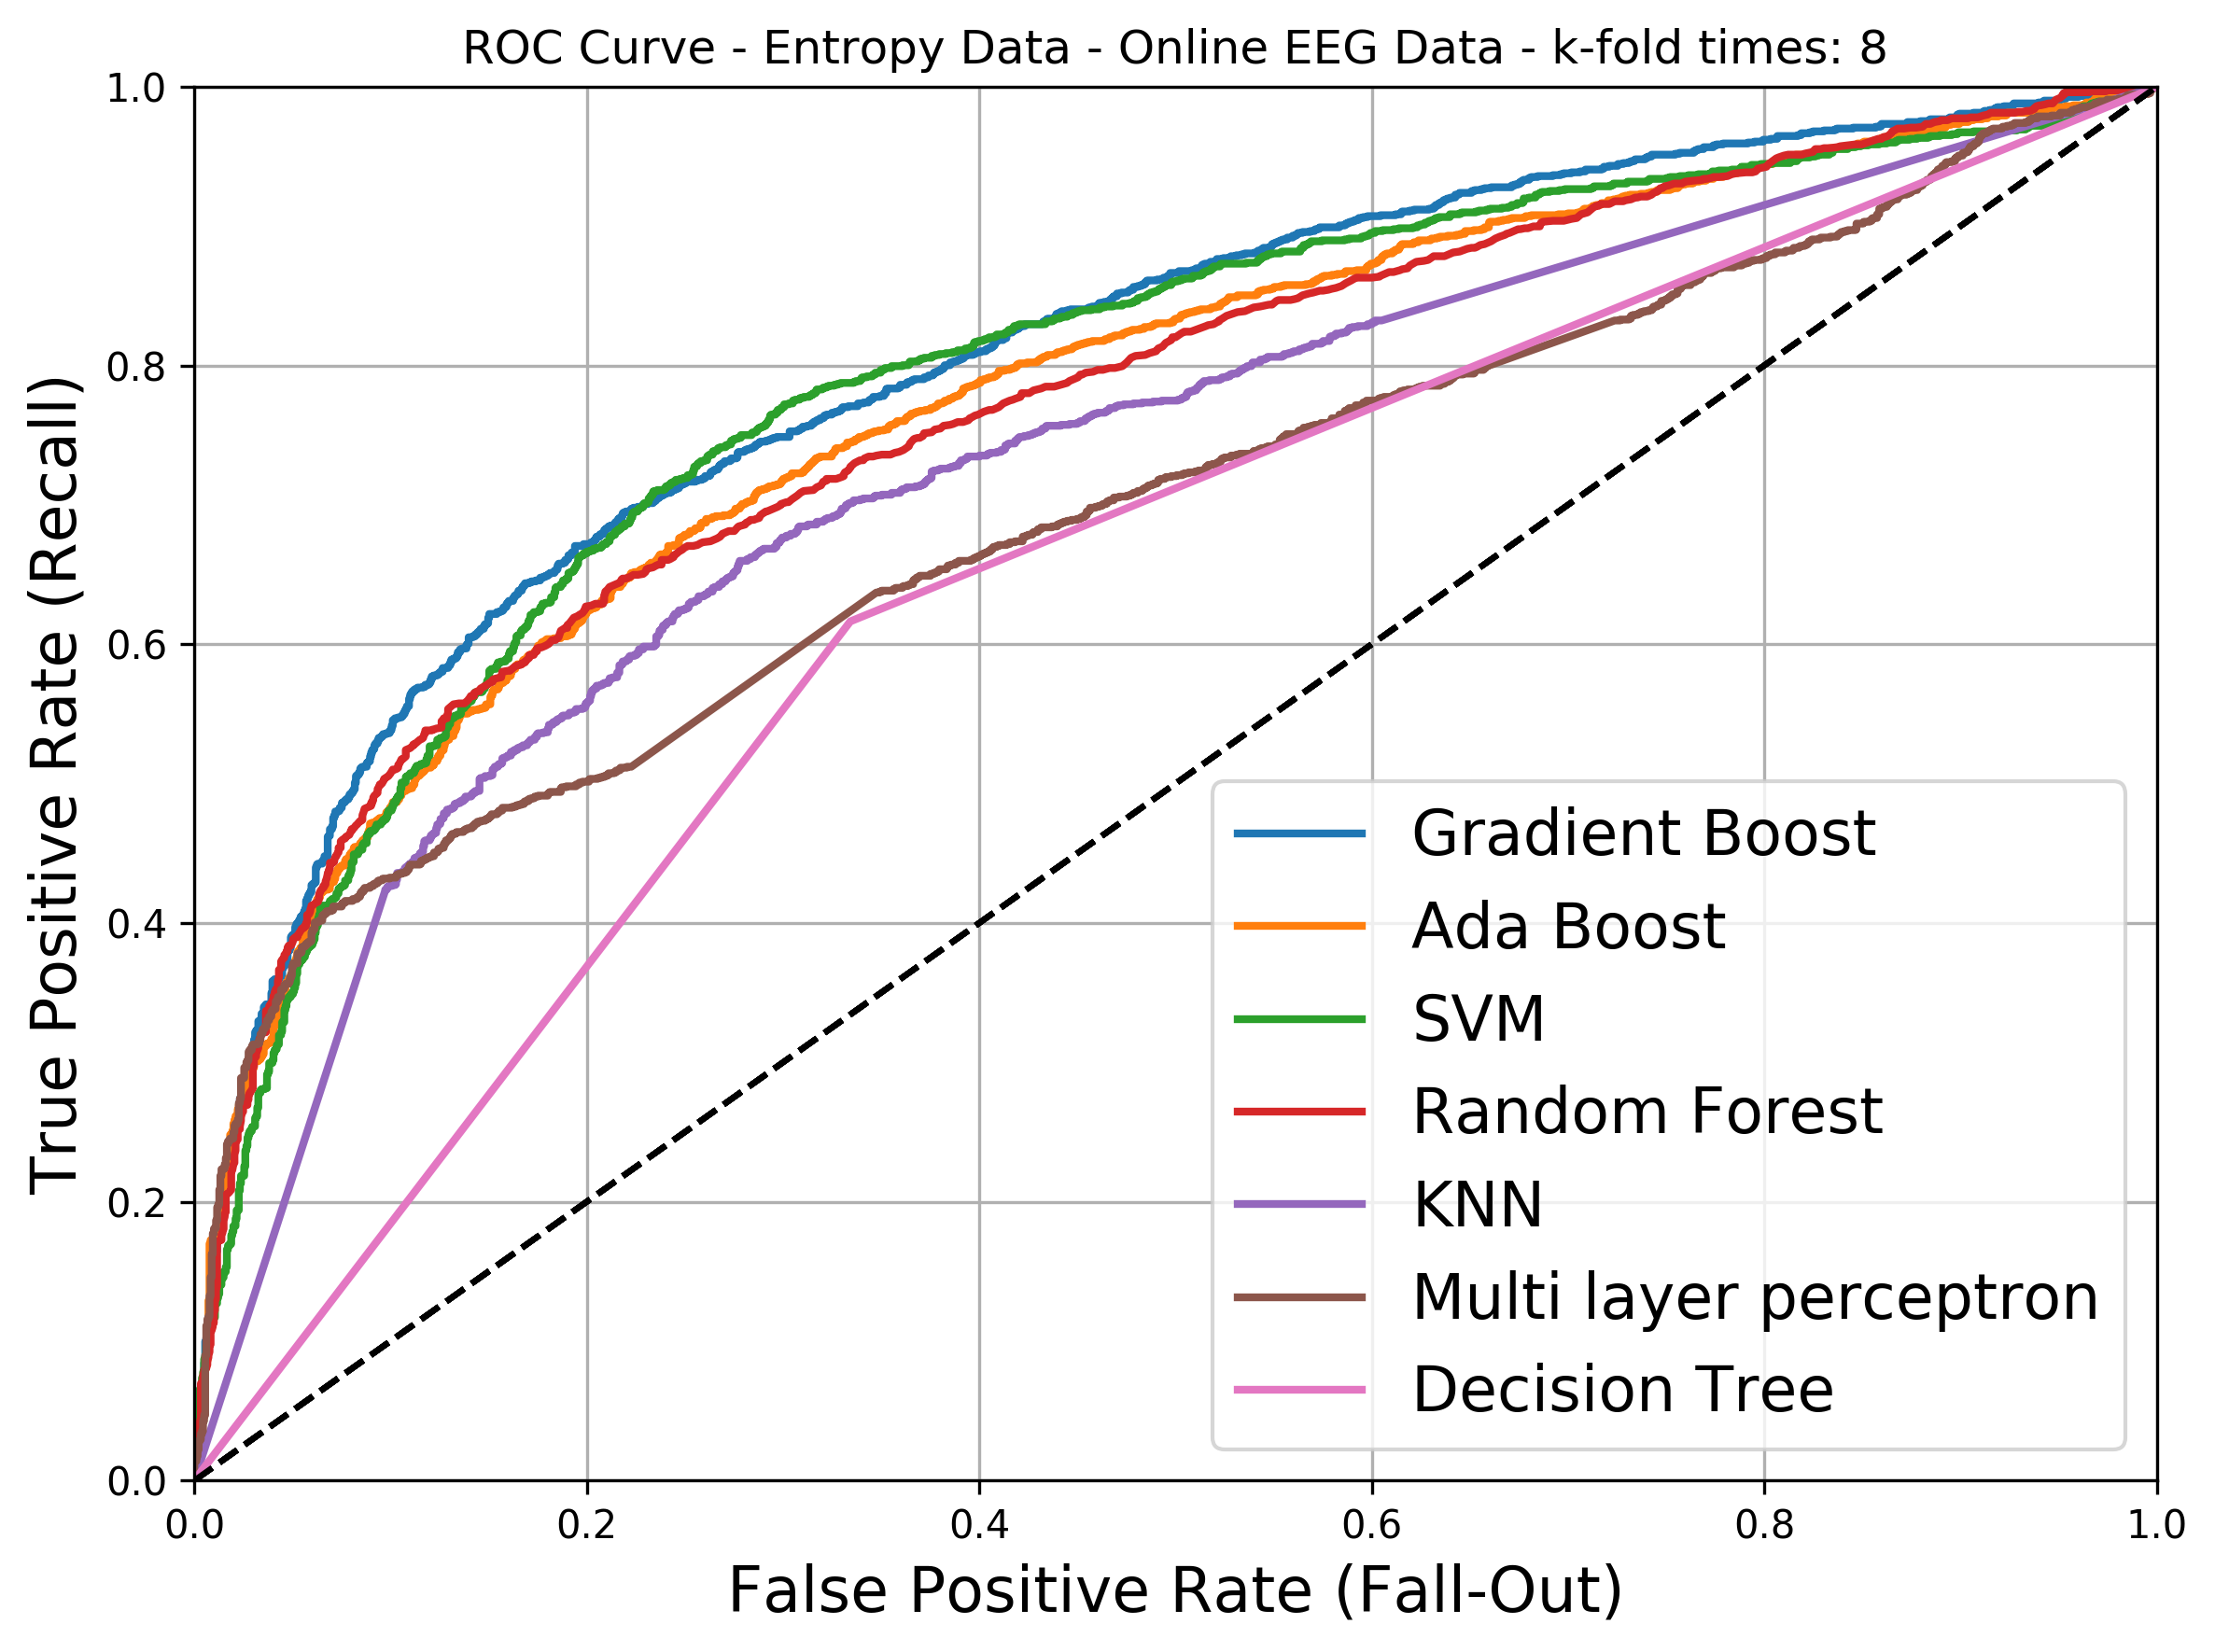 ROC Curve - Entropy Data - Online EEG Data - k-fold times: 8
True Positive Rate (Recall)
1.0
0.8
0.6
0.4
0.2
0.0
Gradient Boost
Ada Boost
SVM
Random Forest
KNN
Multi layer perceptron
Decision Tree
0.0 0.2 0.4 0.6 0.8 1.0
False Positive Rate (Fall-Out)